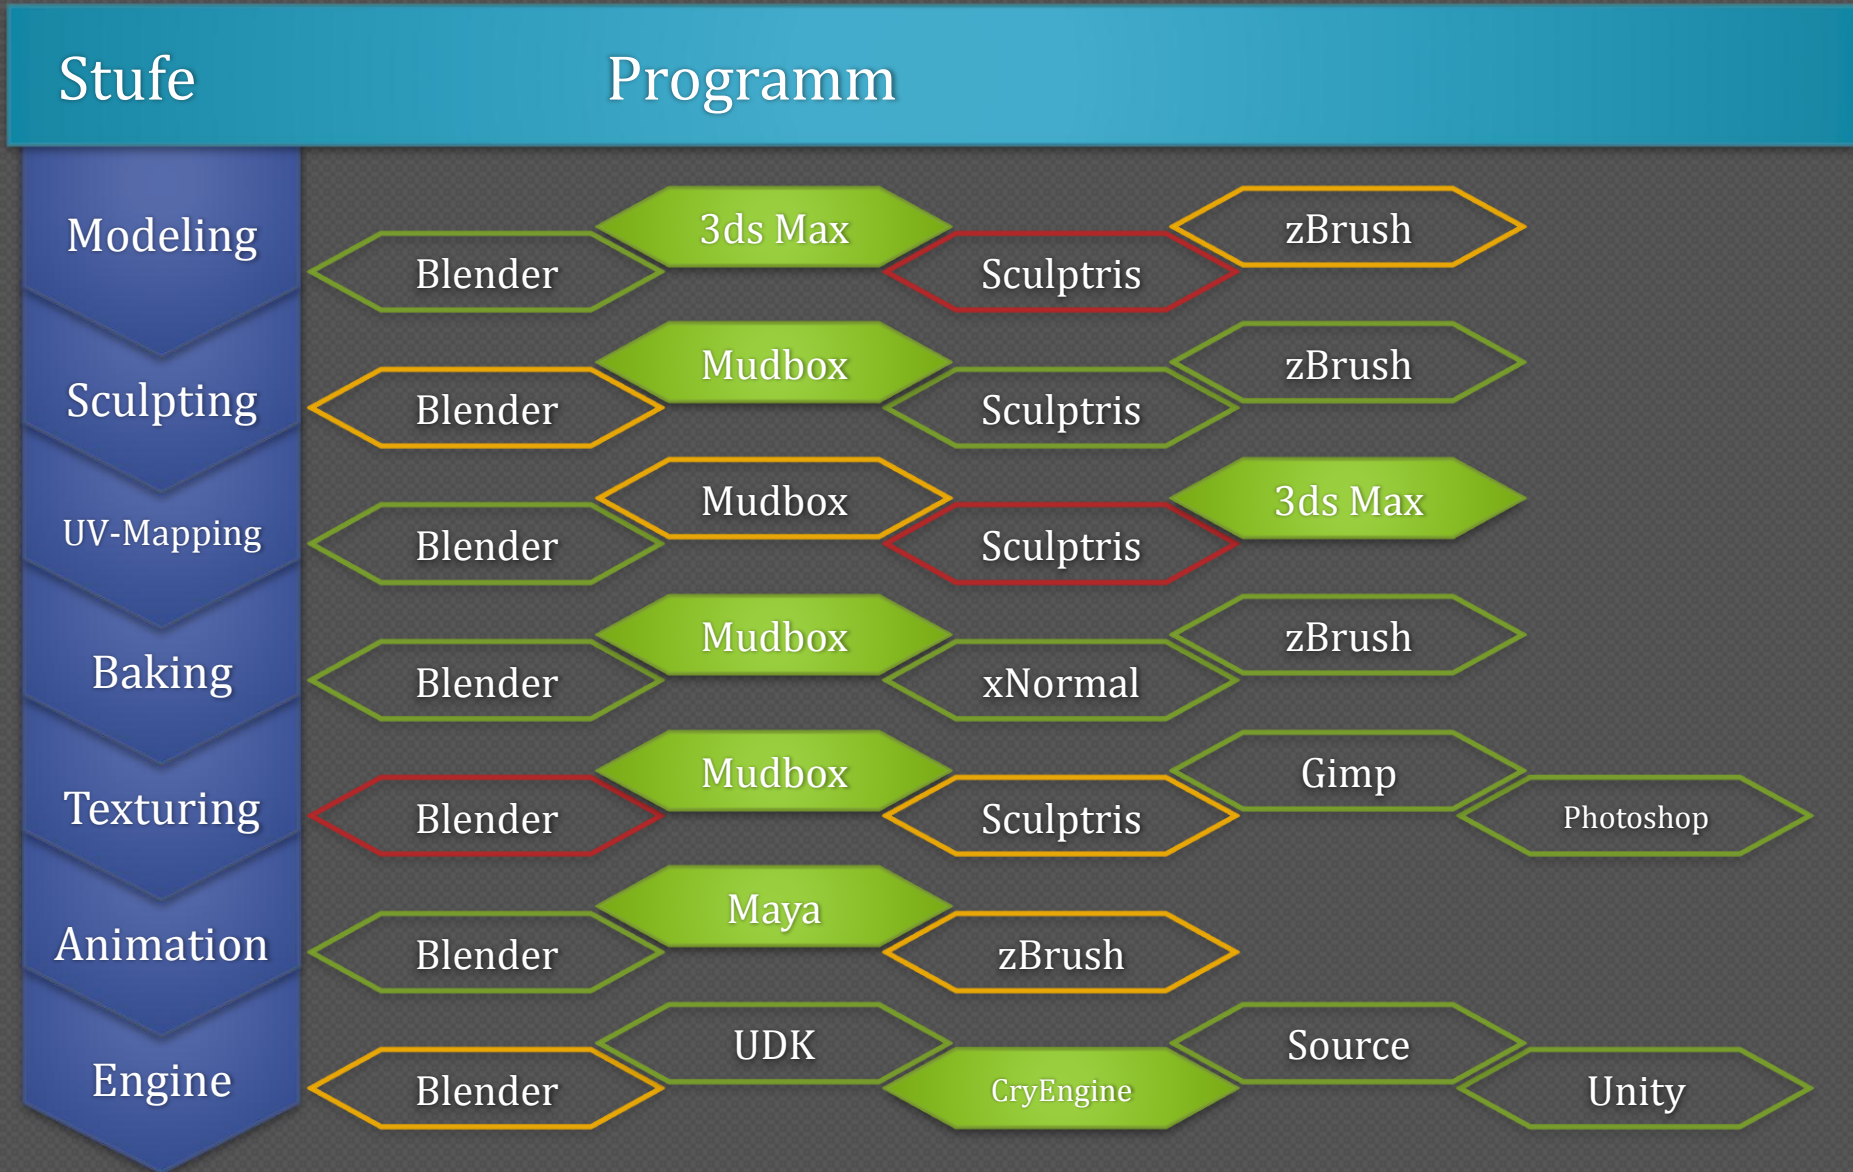 Stufe Programm
Modeling
Blender
3ds Max
Sculptris
zBrush
Sculpting
Blender
Mudbox
Sculptris
zBrush
UV-Mapping
Blender
Mudbox
Sculptris
3ds Max
Baking
Blender
Mudbox
xNormal
zBrush
Texturing
Blender
Mudbox
Sculptris
Gimp
Photoshop
Animation
Blender
Maya
zBrush
Engine
Blender
UDK
CryEngine
Source
Unity